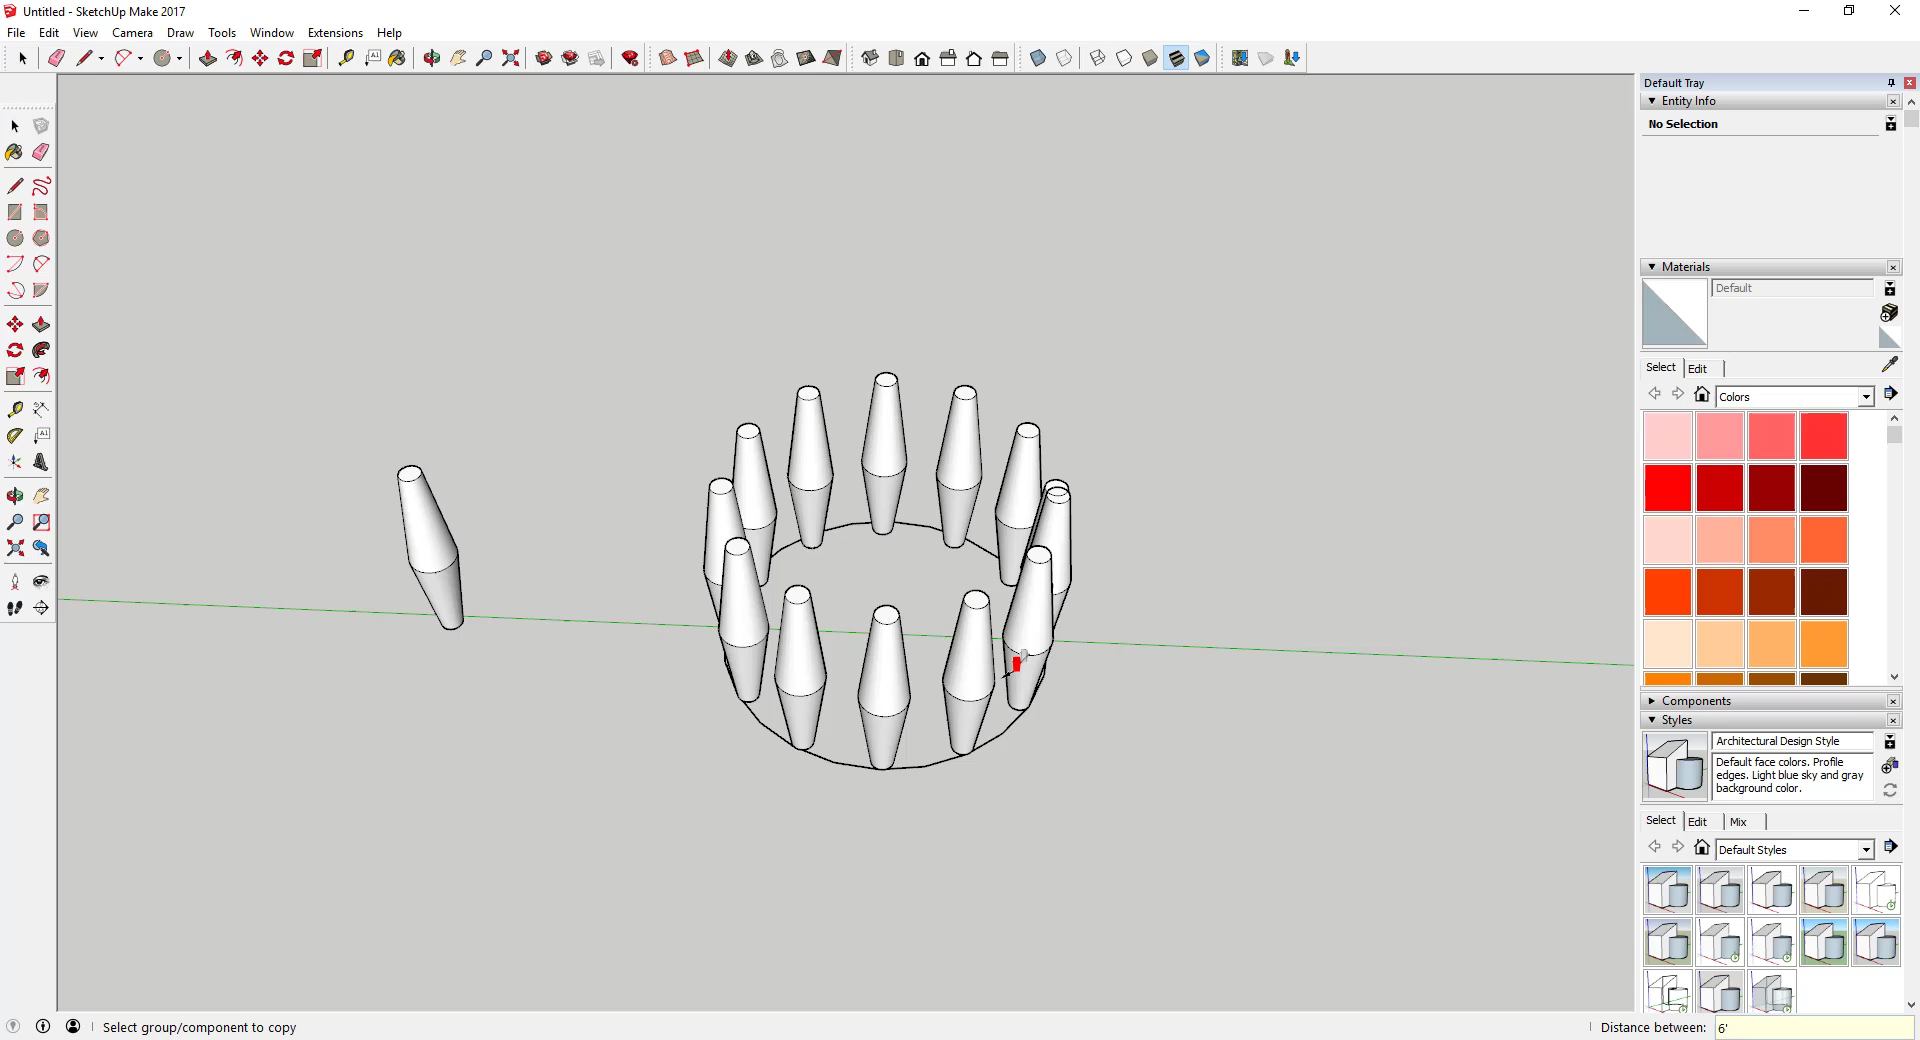 Untitled - SketchUp Make 2017
File Edit View Camera Draw Tools Window Extensions Help
Default Tray
Entity Info
No Selection
Materials
Default
Select Edit
Colors
Components
Styles
Architectural Design Style
Default face colors. Profile
edges. Light blue sky and gray
background color.
Select Edit Mix
Default Styles
Select group/component to copy
Distance between: 6'